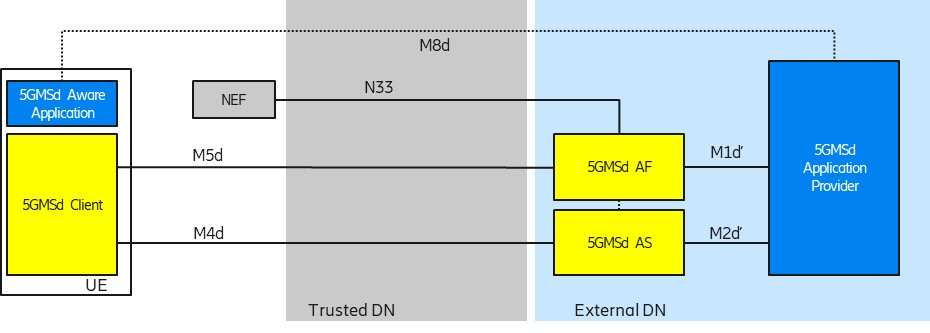 M8d
5GMSd Aware
Application
NEF
N33
M5d
5GMSd AF
M1d’
5GMSd
Application
Provider
5GMSd Client
M4d
5GMSd AS
M2d’
UE
Trusted DN
External DN